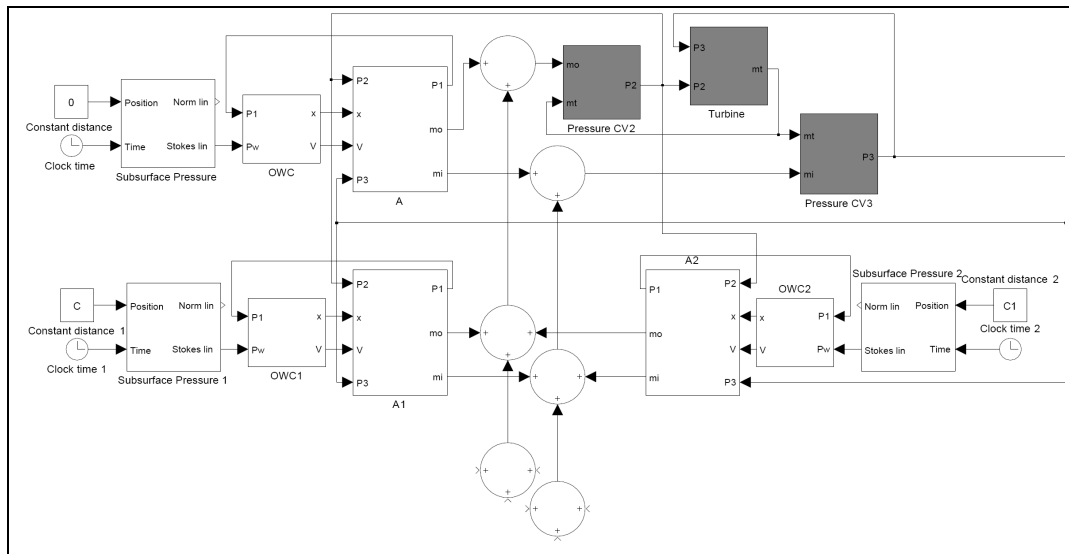 0
Constant distance
Clock time
Position
Time
Norm lin
Stokes lin
Subsurface Pressure
P1
Pw
x
V
OWC
P2
x
V
P3
P1
mo
mi
A
+
+
+
+
mo
mt
P2
Pressure CV2
P3
P2
mt
Turbine
mt
mi
P3
Pressure CV3
C
Constant distance 1
Clock time 1
Position
Time
Norm lin
Stokes lin
Subsurface Pressure 1
P1
Pw
x
V
OWC1
P2
x
V
P3
P1
mo
mi
A1
+
+
+
+
+
+
A2
P1
mo
mi
P2
x
V
P3
OWC2
x
V
P1
Pw
Subsurface Pressure 2
Norm lin
Stokes lin
Position
Time
Constant distance 2
C1
Clock time 2
+
+
+
+
+
+